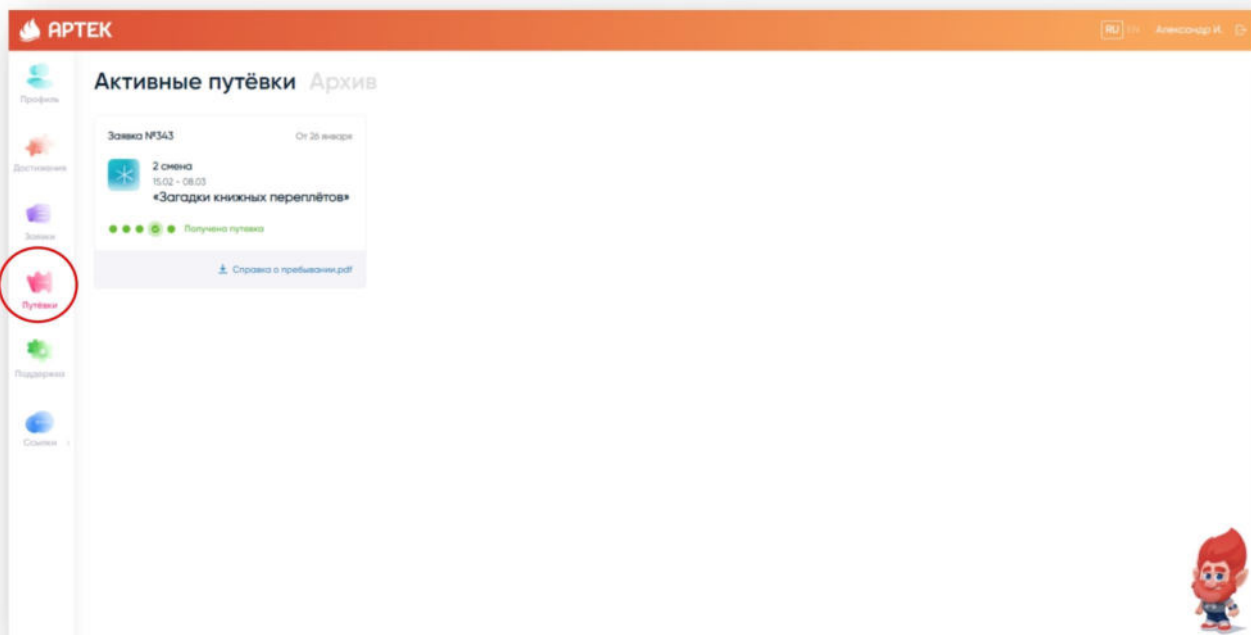 АРТЕК
RU EN Александр И.
Профиль
Достижения
Заявки
Путёвки
Поддержка
Ссылки
Активные путёвки Архив
Заявка №343 От 26 января
2 смена
15.02 - 08.03
«Загадки книжных переплётов»
Получена путевка
Справка о пребывании.pdf